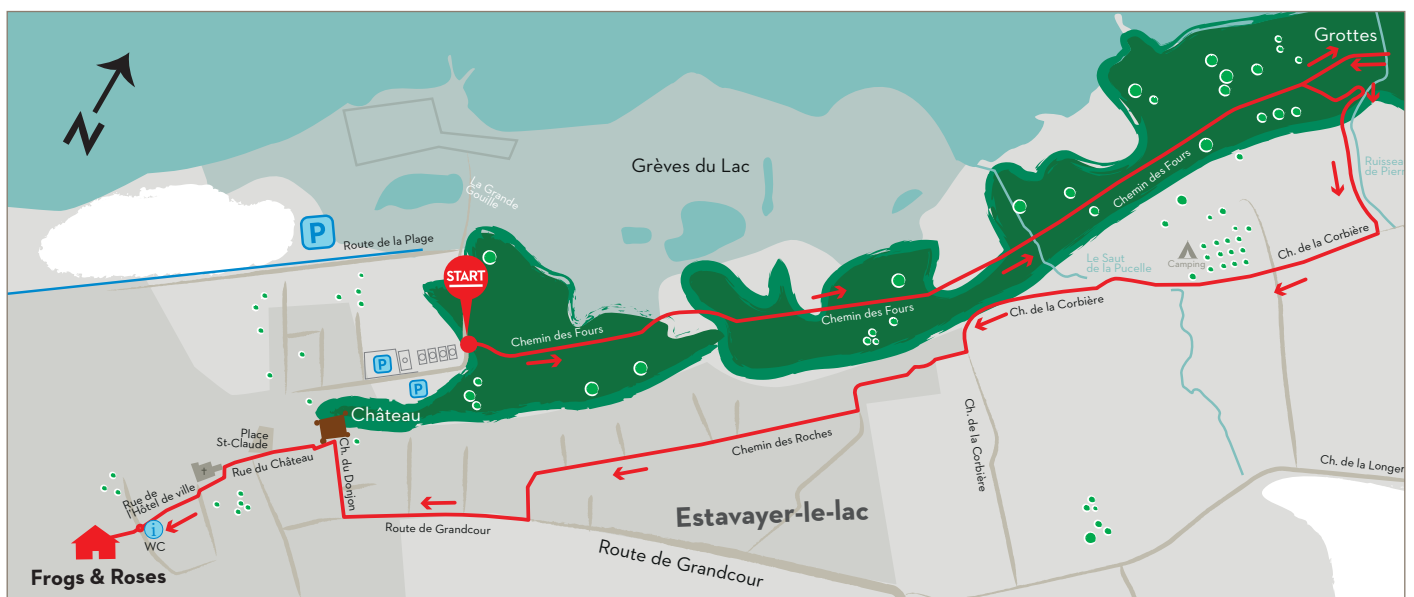 Grottes
N
Grèves du Lac
Chemin des Fours
Ruisseau
de Pierr
La Grande
Gouille
P
Route de la Plage
Ch. de la Corbière
START
Le Saut
de la Pucelle
Camping
Ch. de la Corbière
Chemin des Fours
Chemin des Fours
P
P
Château
Place
St-Claude
Ch. de la Corbière
Chemin des Roches
Rue du Château
Ch. du Donjon
Ch. de la Longer
Rue de
l'Hôtel de ville
i
WC
Estavayer-le-lac
Route de Grandcour
Route de Grandcour
Frogs & Roses